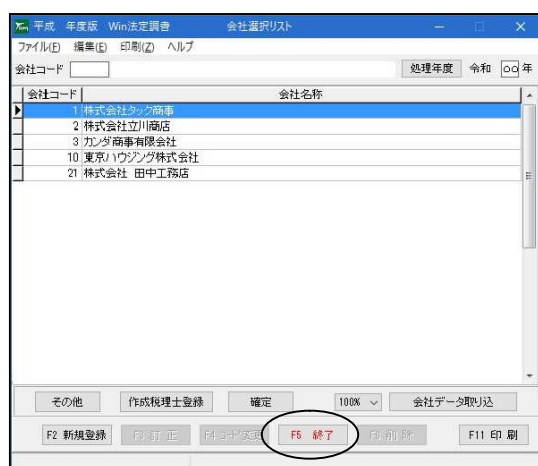 平成　年度版　Win法定調書　会社選択リスト
ファイル(F)　編集(E)　印刷(Z)　ヘルプ
会社コード　処理年度　令和　○○　年
会社コード　会社名称
1　株式会社タック商事
2　株式会社立川商店
3　カンダ商事有限会社
10　東京ハウジング株式会社
21　株式会社　田中工務店
その他　作成税理士登録　確定　100%　会社データ取り込
F2 新規登録　F3 訂 正　F4 コード変更　F5 終了　F6 削 除　F11 印 刷